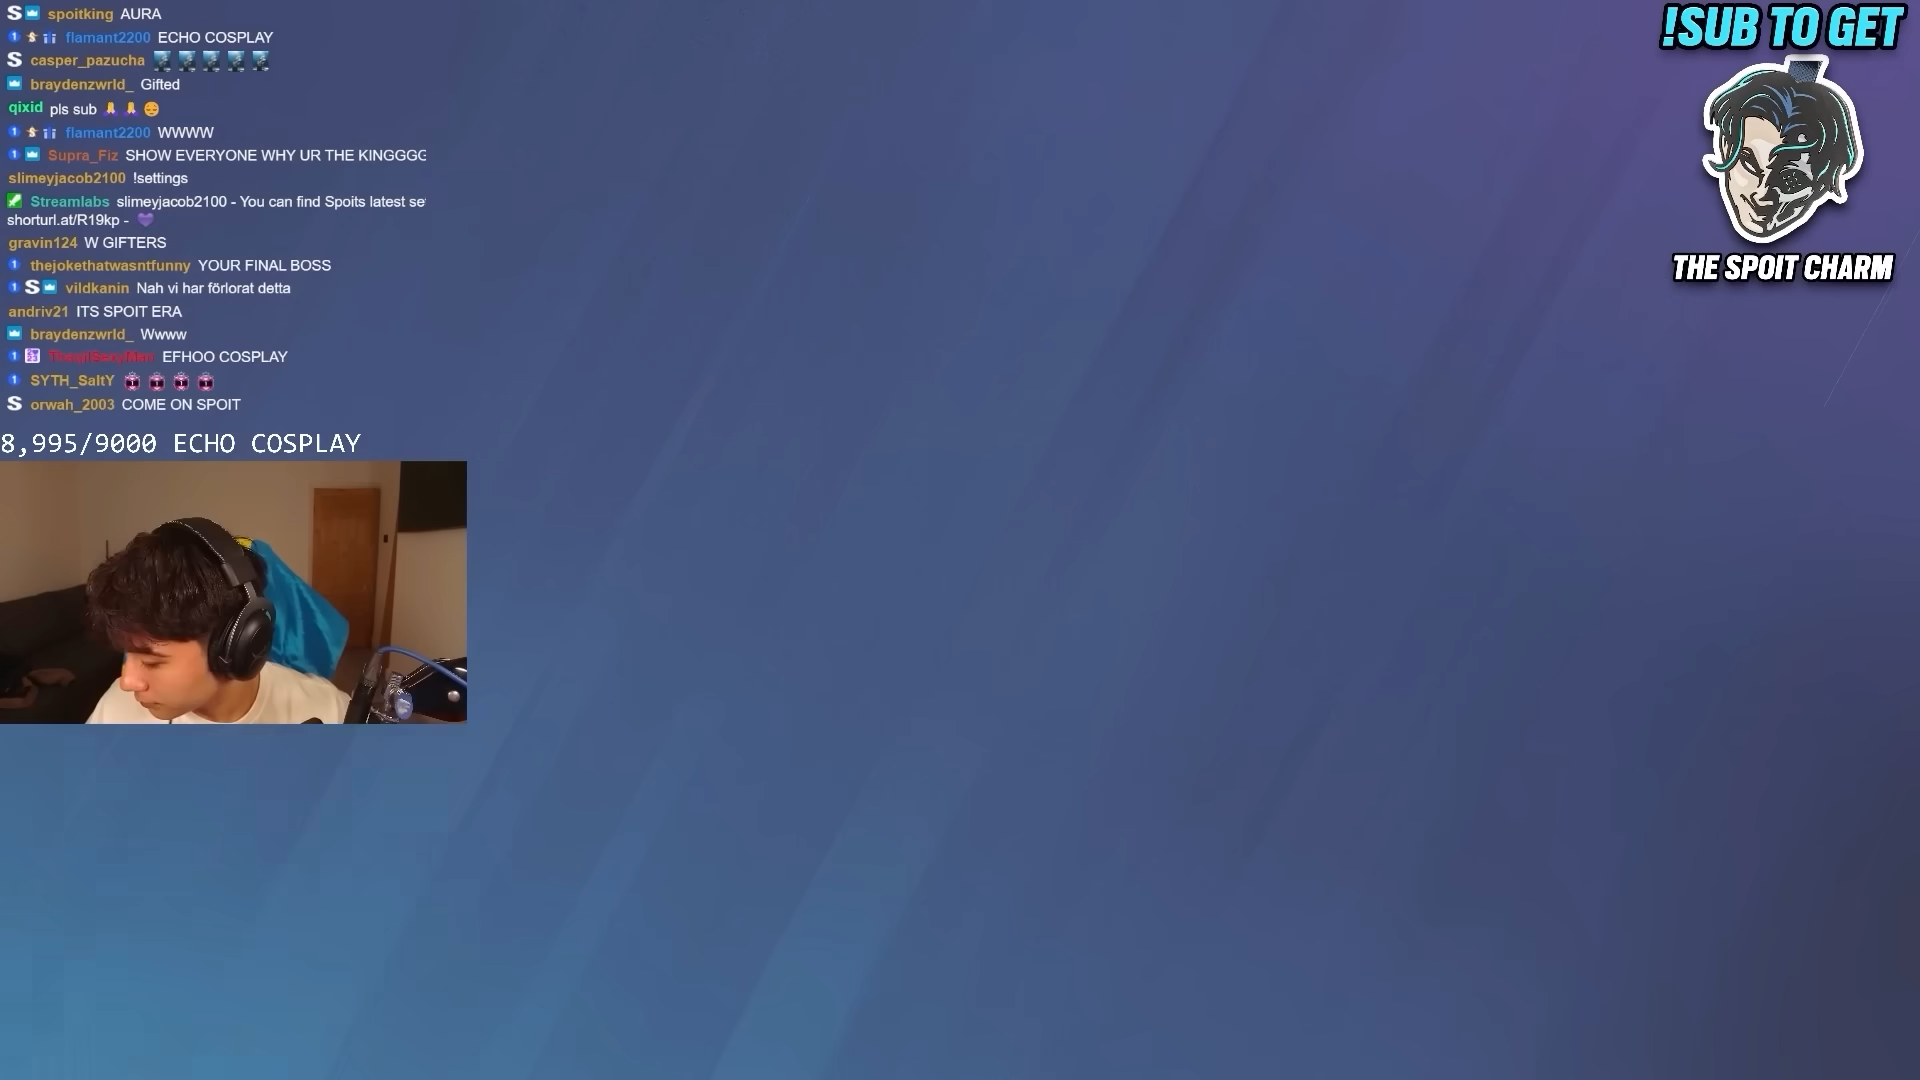 spoitking AURA
flamant2200 ECHO COSPLAY
casper_pazucha
braydenzwrld_ Gifted
qixid pls sub
flamant2200 WWWW
Supra_Fiz SHOW EVERYONE WHY UR THE KINGGGG
slimeyjacob2100 !settings
Streamlabs slimeyjacob2100 - You can find Spoits latest se
shorturl.at/R19kp -
gravin124 W GIFTERS
thejokethatwasntfunny YOUR FINAL BOSS
vildkanin Nah vi har förlorat detta
andriv21 ITS SPOIT ERA
braydenzwrld_ Wwww
EFHOO COSPLAY
SYTH_SaltY
orwah_2003 COME ON SPOIT
8,995/9000 ECHO COSPLAY
!SUB TO GET
THE SPOIT CHARM